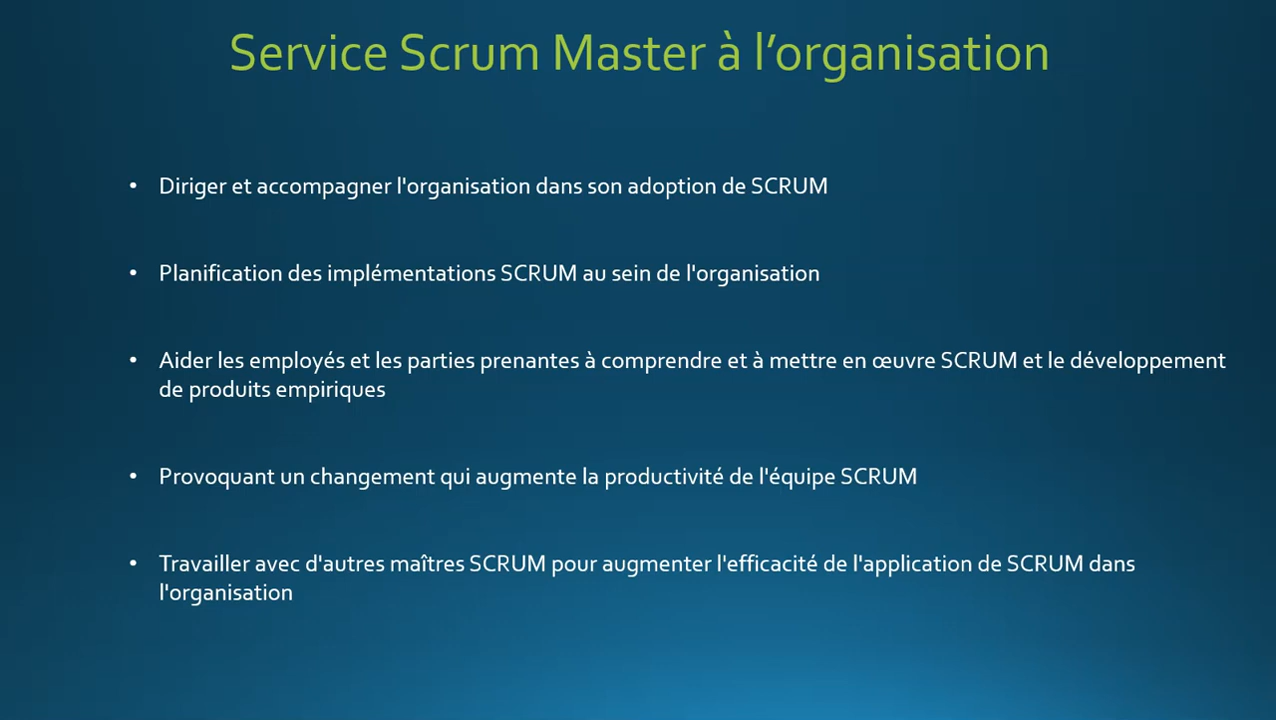 Service Scrum Master à l’organisation
• Diriger et accompagner l'organisation dans son adoption de SCRUM
• Planification des implémentations SCRUM au sein de l'organisation
• Aider les employés et les parties prenantes à comprendre et à mettre en œuvre SCRUM et le développement
de produits empiriques
• Provoquant un changement qui augmente la productivité de l'équipe SCRUM
• Travailler avec d'autres maîtres SCRUM pour augmenter l'efficacité de l'application de SCRUM dans
l'organisation